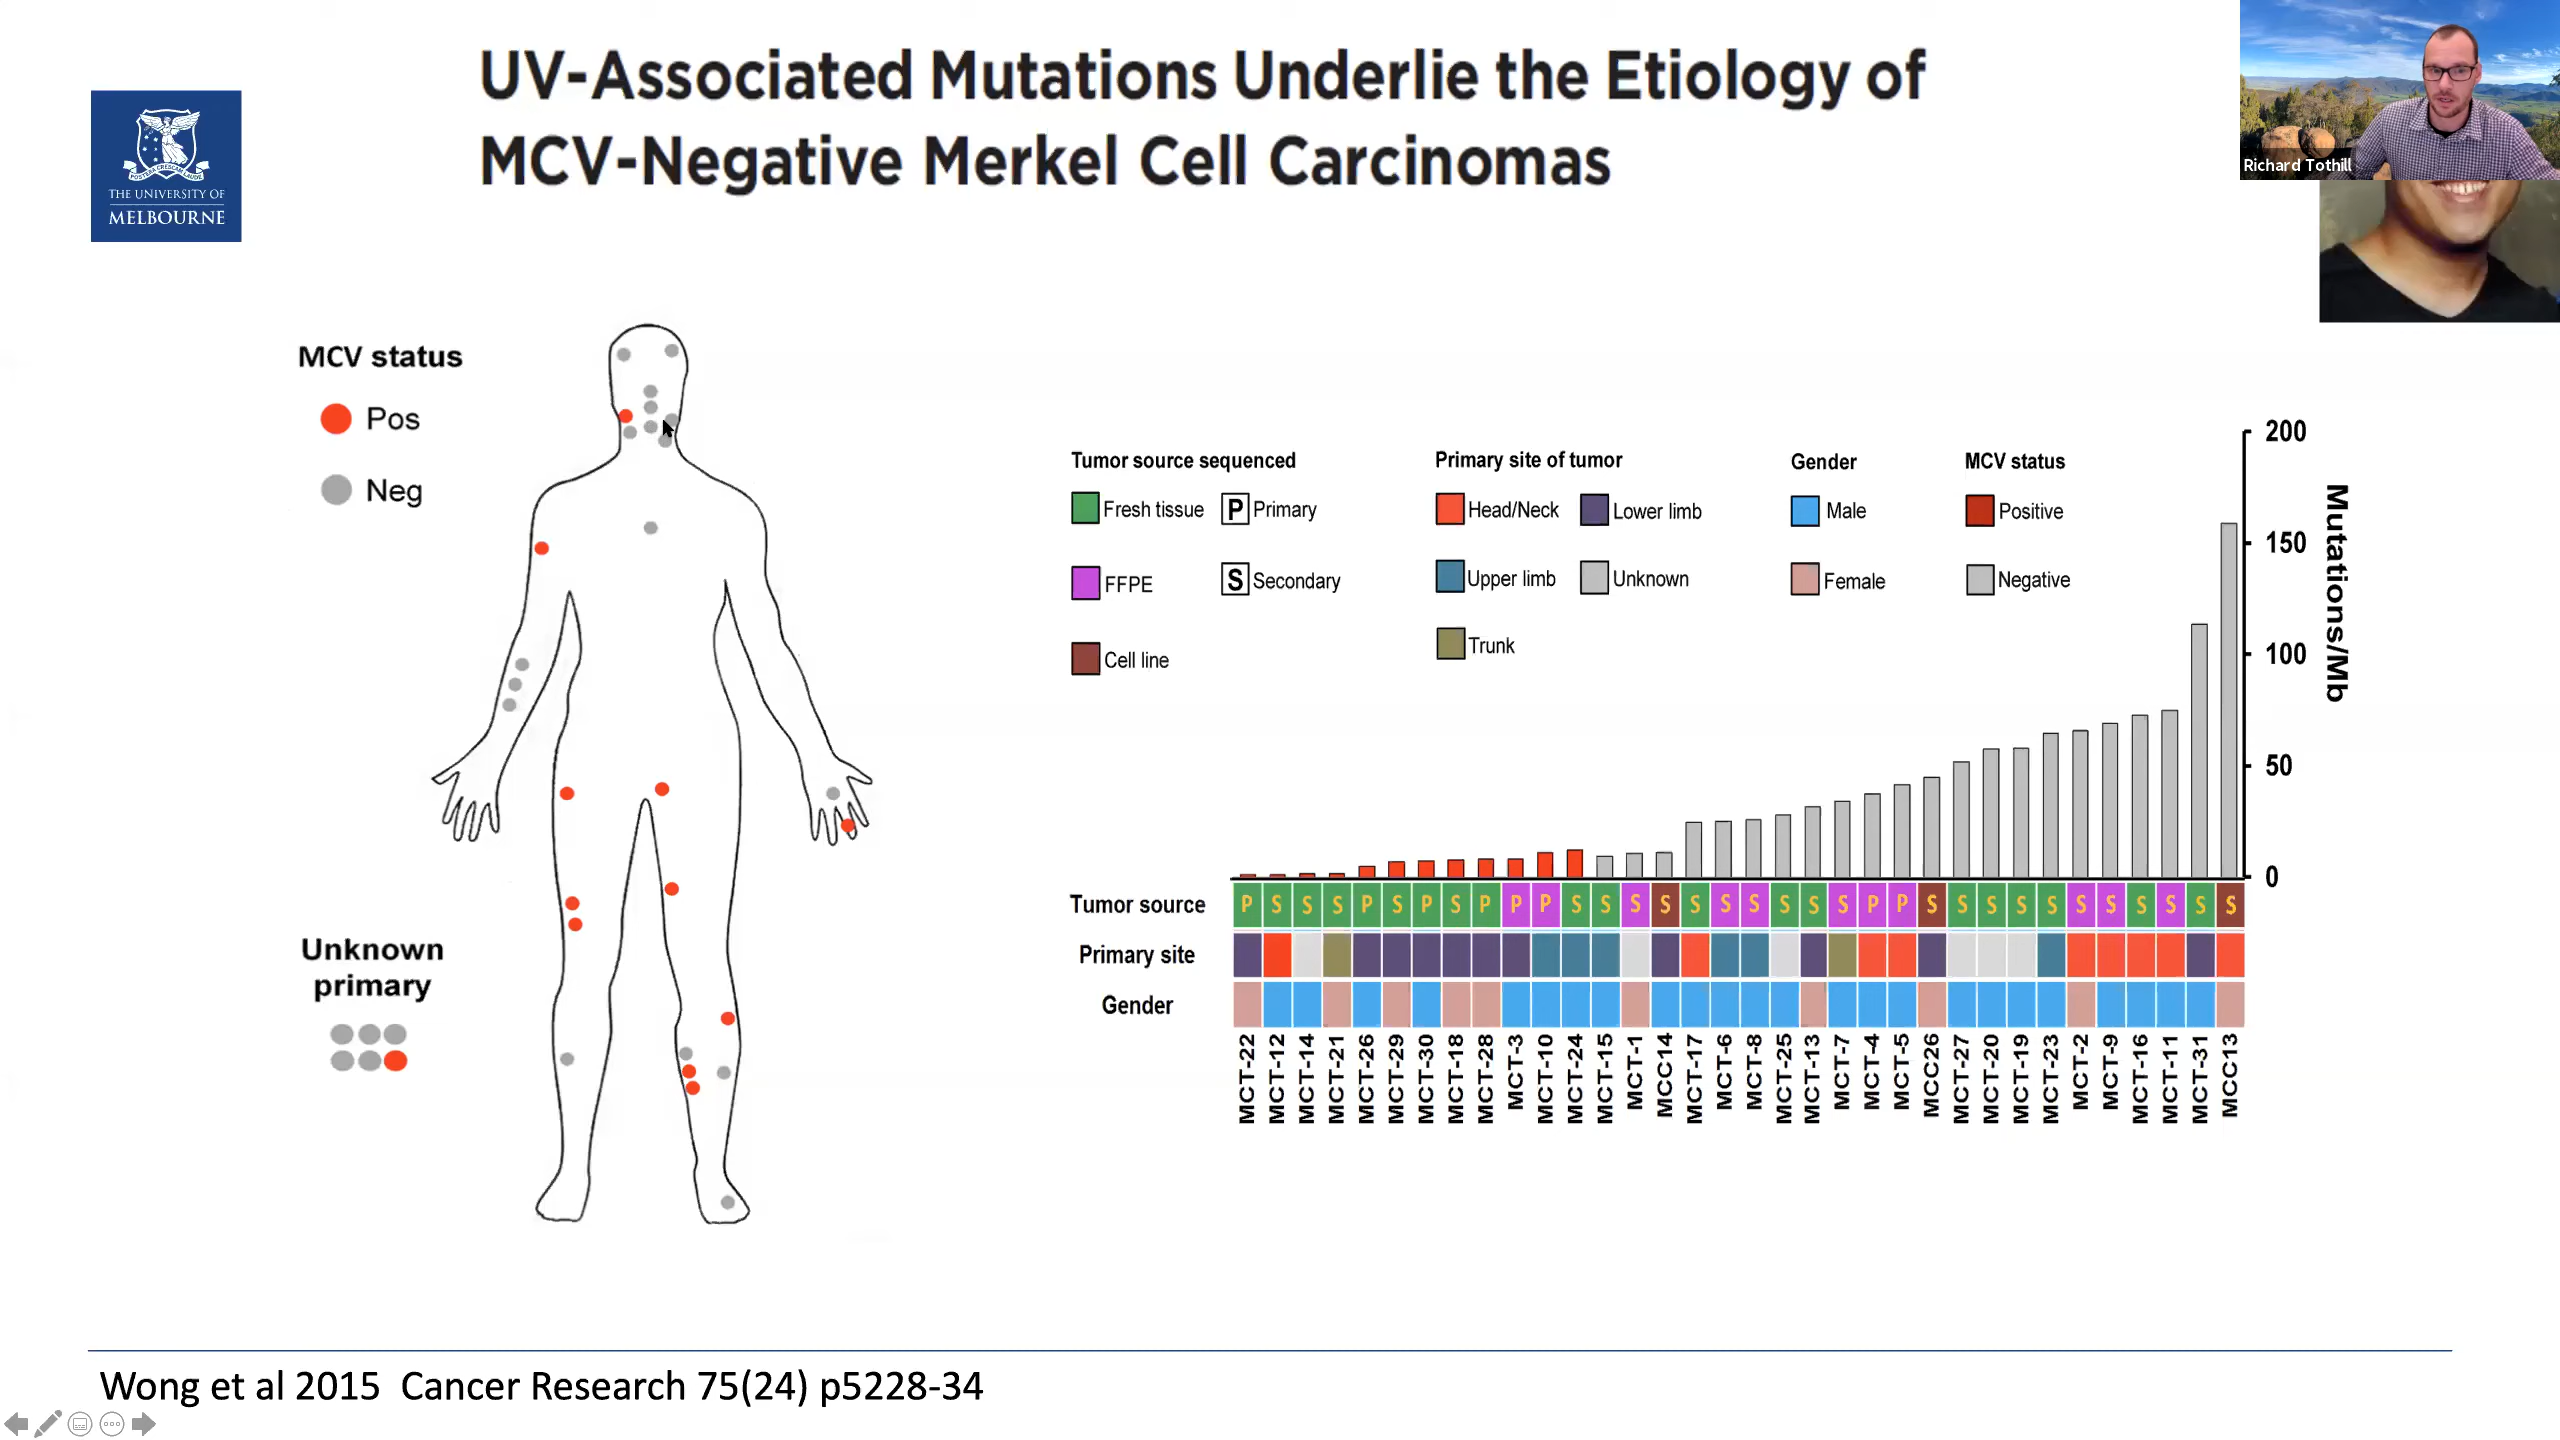 UV-Associated Mutations Underlie the Etiology of
MCV-Negative Merkel Cell Carcinomas
THE UNIVERSITY OF
MELBOURNE
Richard Tothill
MCV status
Pos
Neg
Unknown
primary
Tumor source sequenced
Fresh tissue
P Primary
FFPE
S Secondary
Cell line
Primary site of tumor
Head/Neck
Lower limb
Upper limb
Unknown
Trunk
Gender
Male
Female
MCV status
Positive
Negative
200
150
100
50
0
Mutations/Mb
Tumor source P S S S P S P S P P P S S S S S S S S S S P P S S S S S S S S S S S
Primary site
Gender
MCT-22 MCT-12 MCT-14 MCT-21 MCT-26 MCT-29 MCT-30 MCT-18 MCT-28 MCT-3 MCT-10 MCT-24 MCT-15 MCT-1 MCC14 MCT-17 MCT-6 MCT-8 MCT-25 MCT-13 MCT-7 MCT-4 MCT-5 MCC26 MCT-27 MCT-20 MCT-19 MCT-23 MCT-2 MCT-9 MCT-16 MCT-11 MCT-31 MCC13
Wong et al 2015 Cancer Research 75(24) p5228-34